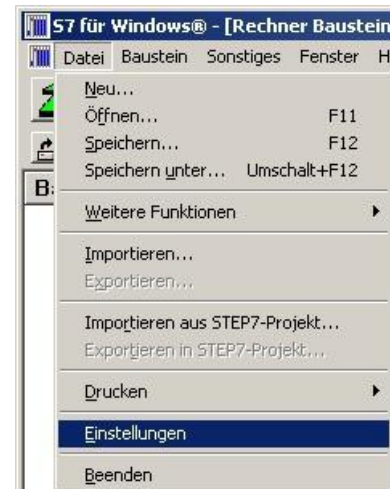 S7 für Windows® - [Rechner Baustein
Datei Baustein Sonstiges Fenster H
Neu...
Öffnen... F11
Speichern... F12
Speichern unter... Umschalt+F12
B
Weitere Funktionen
Importieren...
Exportieren...
Importieren aus STEP7-Projekt...
Exportieren in STEP7-Projekt...
Drucken
Einstellungen
Beenden